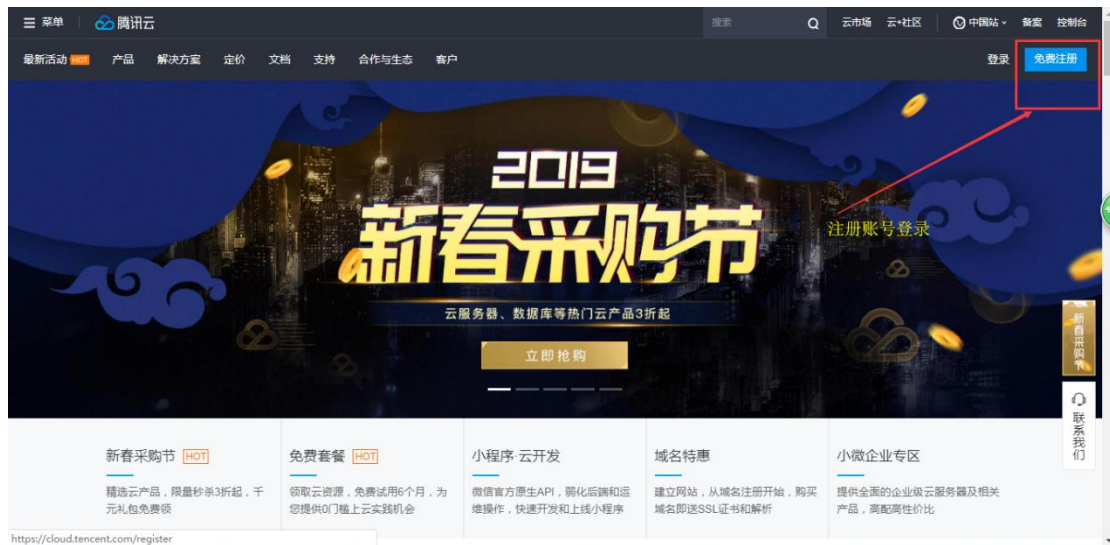 菜单 腾讯云 搜索 云市场 云+社区 中国站 备案 控制台
最新活动 HOT 产品 解决方案 定价 文档 支持 合作与生态 客户 登录 免费注册
2019
新春采购节
注册账号登录
云服务器、数据库等热门云产品3折起
立即抢购
新春采购节
联系我们
新春采购节 HOT
精选云产品，限量秒杀3折起，千
元礼包免费领
免费套餐 HOT
领取云资源，免费试用6个月，为
您提供0门槛上云实践机会
小程序·云开发
微信官方原生API，弱化后端和运
维操作，快速开发和上线小程序
域名特惠
建立网站，从域名注册开始，购买
域名即送SSL证书和解析
小微企业专区
提供全面的企业级云服务器及相关
产品，高配高性价比
https://cloud.tencent.com/register